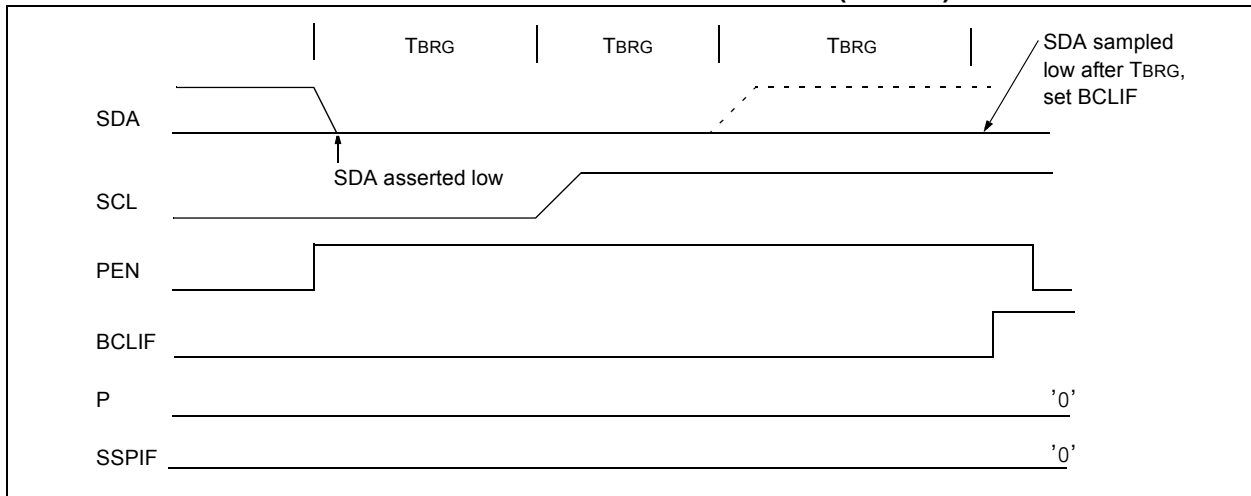 TBRG TBRG TBRG
SDA sampled
low after TBRG,
set BCLIF
SDA
SDA asserted low
SCL
PEN
BCLIF
P '0'
SSPIF '0'